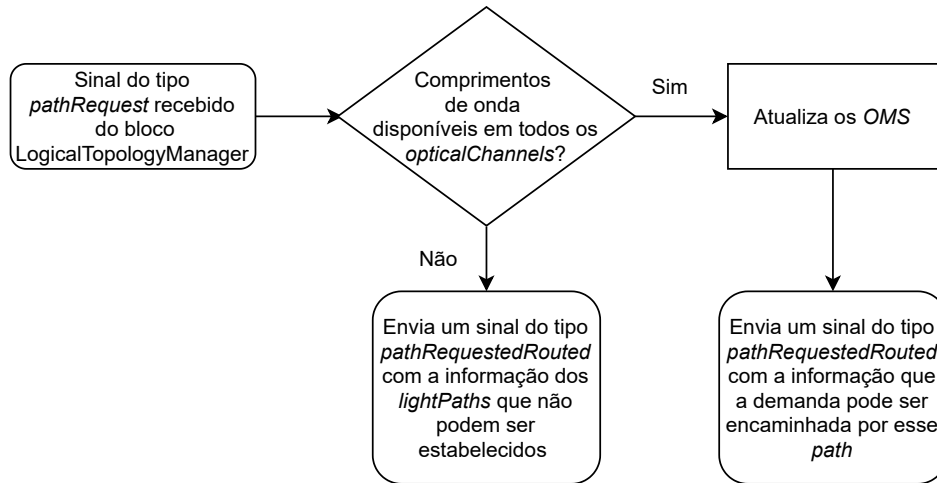 Sinal do tipo
pathRequest recebido
do bloco
LogicalTopologyManager
Comprimentos
de onda
disponíveis em todos os
opticalChannels?
Sim
Atualiza os OMS
Não
Envia um sinal do tipo
pathRequestedRouted
com a informação dos
lightPaths que não
podem ser
estabelecidos
Envia um sinal do tipo
pathRequestedRouted
com a informação que
a demanda pode ser
encaminhada por esse
path